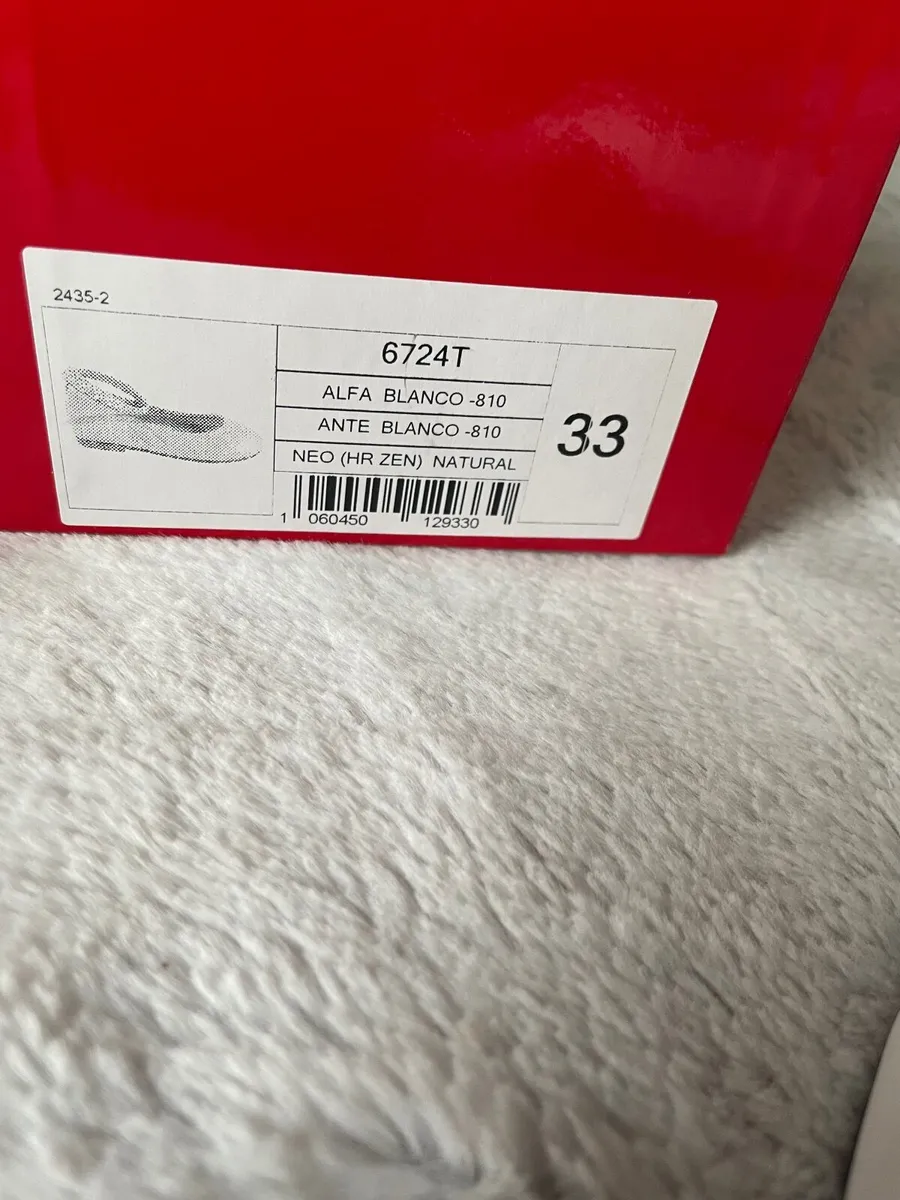 2435-2
6724T
ALFA BLANCO -810
ANTE BLANCO -810
NEO (HR ZEN) NATURAL
33
1 060450 129330